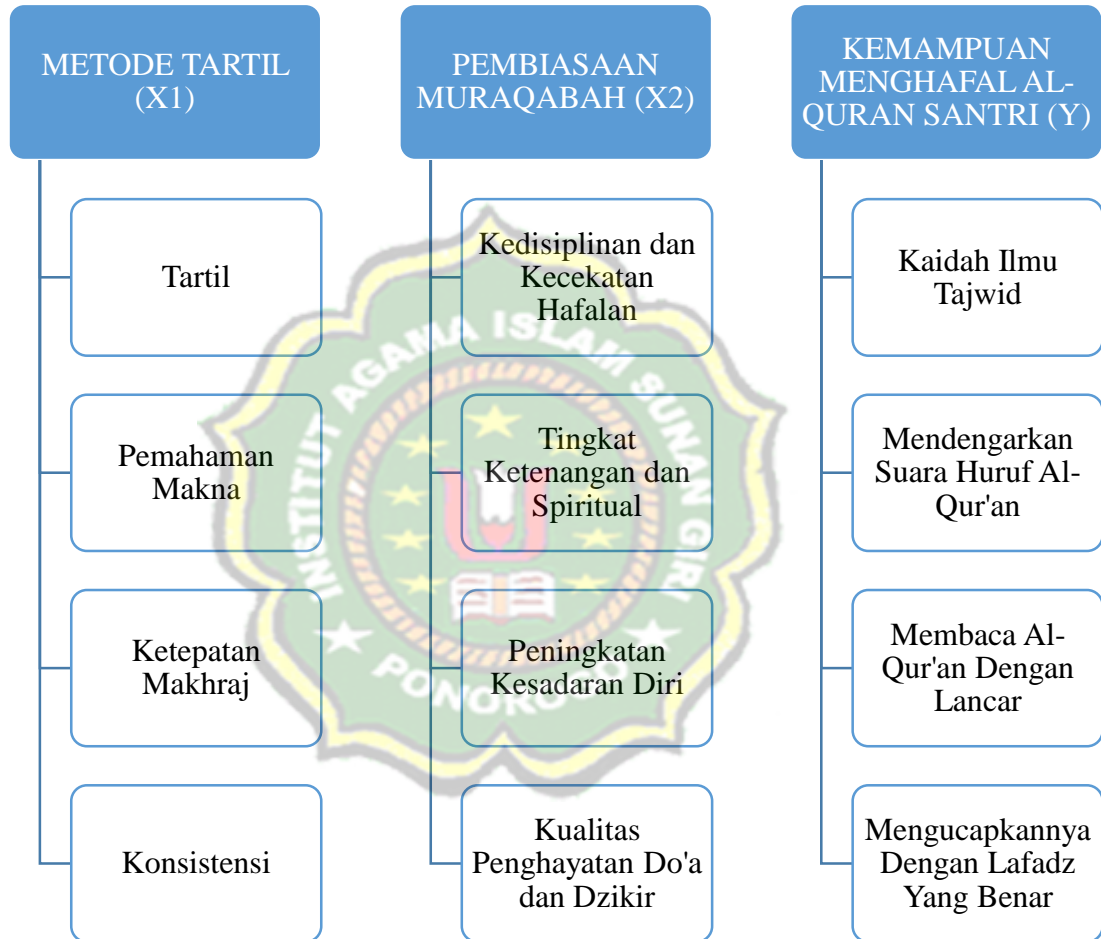 METODE TARTIL
(X1)
Tartil
Pemahaman
Makna
Ketepatan
Makhraj
Konsistensi
PEMBIASAAN
MURAQABAH (X2)
Kedisiplinan dan
Kecekatan
Hafalan
Tingkat
Ketenangan dan
Spiritual
Peningkatan
Kesadaran Diri
Kualitas
Penghayatan Do'a
dan Dzikir
KEMAMPUAN
MENGHAFAL AL-
QURAN SANTRI (Y)
Kaidah Ilmu
Tajwid
Mendengarkan
Suara Huruf Al-
Qur'an
Membaca Al-
Qur'an Dengan
Lancar
Mengucapkannya
Dengan Lafadz
Yang Benar
INSTITUT AGAMA ISLAM SUNAN GIRI
PONOROGO